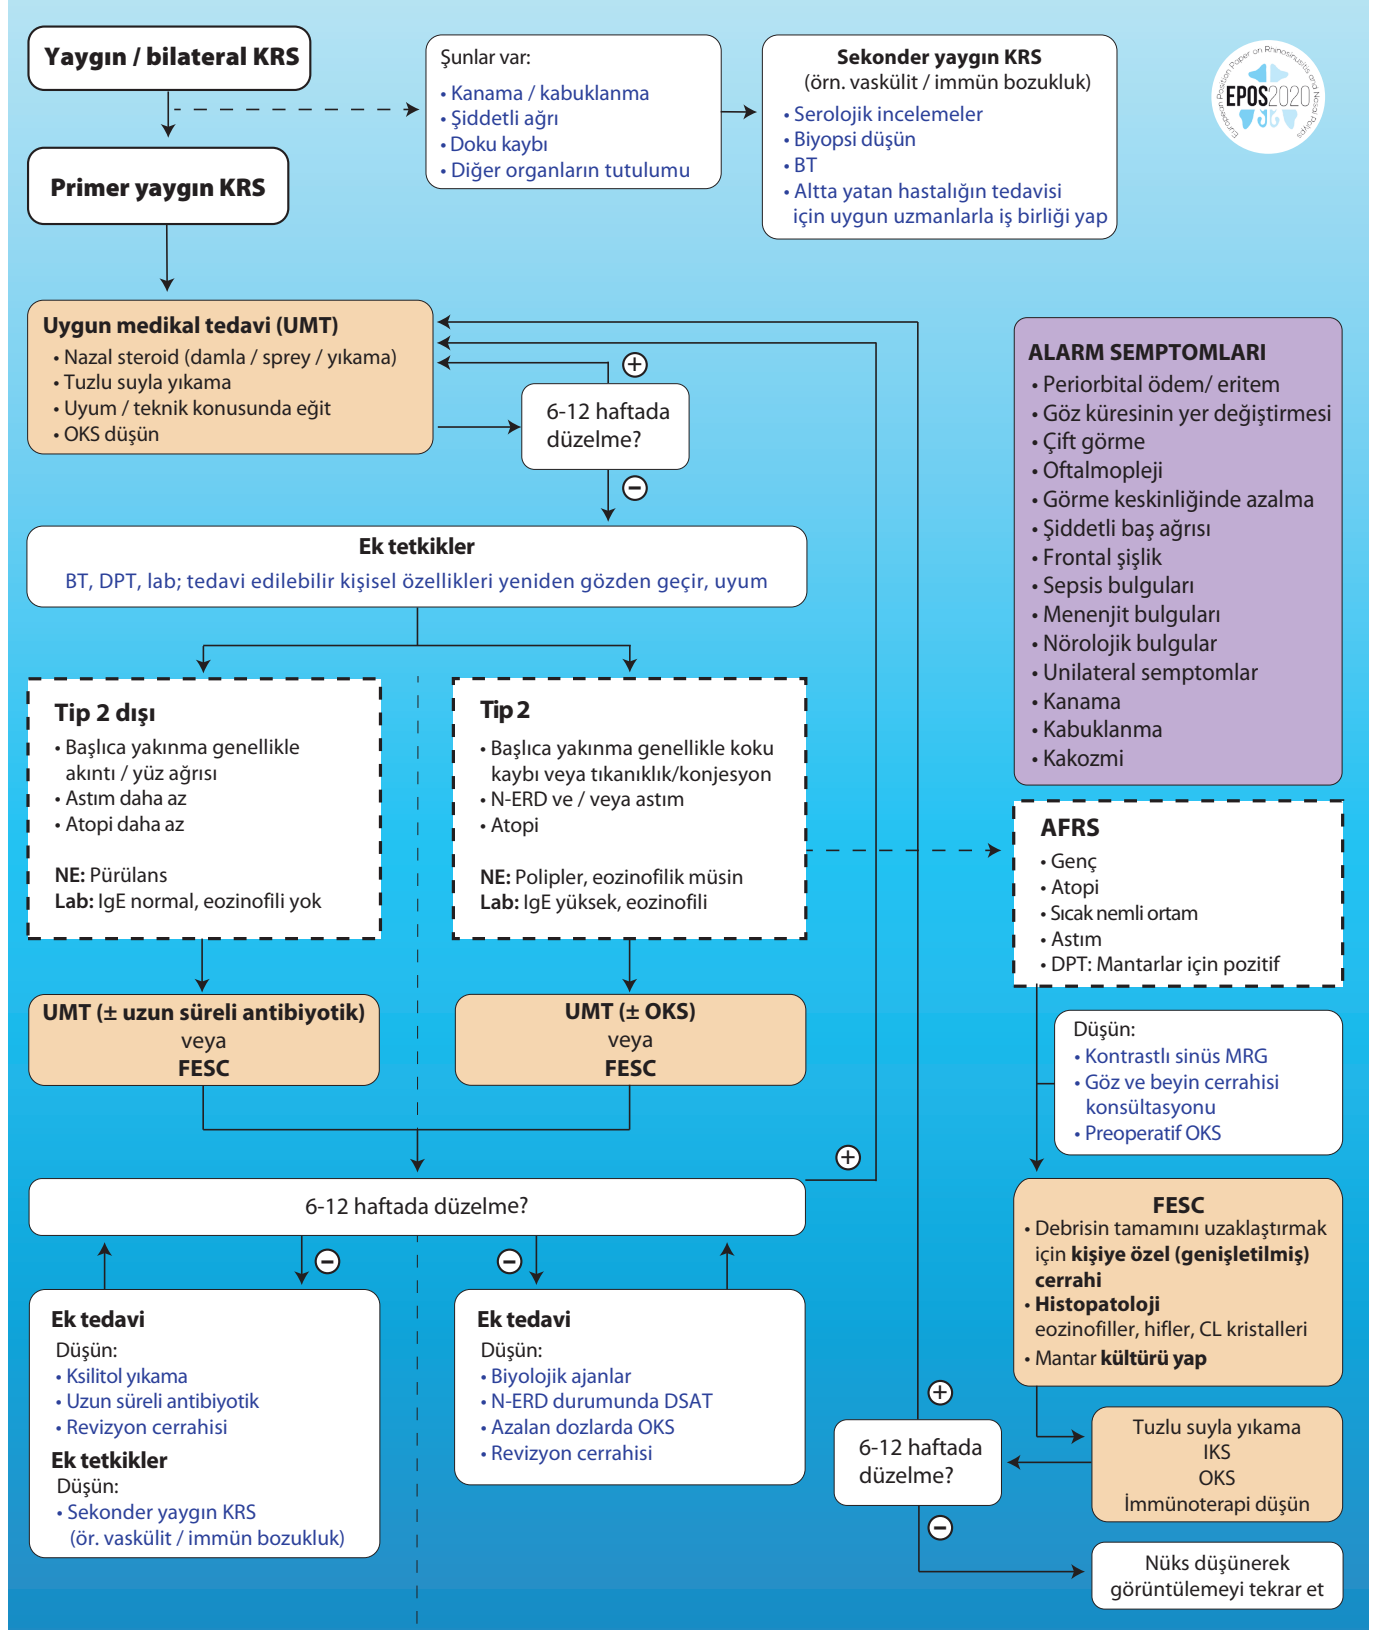 Yaygın / bilateral KRS
Şunlar var:
• Kanama / kabuklanma
• Şiddetli ağrı
• Doku kaybı
• Diğer organların tutulumu
Sekonder yaygın KRS
(örn. vaskülit / immün bozukluk)
• Serolojik incelemeler
• Biyopsi düşün
• BT
• Altta yatan hastalığın tedavisi
için uygun uzmanlarla iş birliği yap
European Position Paper on Rhinosinusitis and Nasal Polyps
EPOS2020
Primer yaygın KRS
Uygun medikal tedavi (UMT)
• Nazal steroid (damla / sprey / yıkama)
• Tuzlu suyla yıkama
• Uyum / teknik konusunda eğit
• OKS düşün
+
6-12 haftada
düzelme?
−
ALARM SEMPTOMLARI
• Periorbital ödem/ eritem
• Göz küresinin yer değiştirmesi
• Çift görme
• Oftalmopleji
• Görme keskinliğinde azalma
• Şiddetli baş ağrısı
• Frontal şişlik
• Sepsis bulguları
• Menenjit bulguları
• Nörolojik bulgular
• Unilateral semptomlar
• Kanama
• Kabuklanma
• Kakozmi
Ek tetkikler
BT, DPT, lab; tedavi edilebilir kişisel özellikleri yeniden gözden geçir, uyum
Tip 2 dışı
• Başlıca yakınma genellikle
akıntı / yüz ağrısı
• Astım daha az
• Atopi daha az
NE: Pürülans
Lab: IgE normal, eozinofili yok
Tip 2
• Başlıca yakınma genellikle koku
kaybı veya tıkanıklık/konjesyon
• N-ERD ve / veya astım
• Atopi
NE: Polipler, eozinofilik müsin
Lab: IgE yüksek, eozinofili
AFRS
• Genç
• Atopi
• Sıcak nemli ortam
• Astım
• DPT: Mantarlar için pozitif
UMT (± uzun süreli antibiyotik)
veya
FESC
UMT (± OKS)
veya
FESC
Düşün:
• Kontrastlı sinüs MRG
• Göz ve beyin cerrahisi
konsültasyonu
• Preoperatif OKS
+
6-12 haftada düzelme?
−
−
FESC
• Debrisin tamamını uzaklaştırmak
için kişiye özel (genişletilmiş)
cerrahi
• Histopatoloji
eozinofiller, hifler, CL kristalleri
• Mantar kültürü yap
Ek tedavi
Düşün:
• Ksilitol yıkama
• Uzun süreli antibiyotik
• Revizyon cerrahisi
Ek tetkikler
Düşün:
• Sekonder yaygın KRS
(ör. vaskülit / immün bozukluk)
Ek tedavi
Düşün:
• Biyolojik ajanlar
• N-ERD durumunda DSAT
• Azalan dozlarda OKS
• Revizyon cerrahisi
+
6-12 haftada
düzelme?
−
Tuzlu suyla yıkama
IKS
OKS
İmmünoterapi düşün
Nüks düşünerek
görüntülemeyi tekrar et